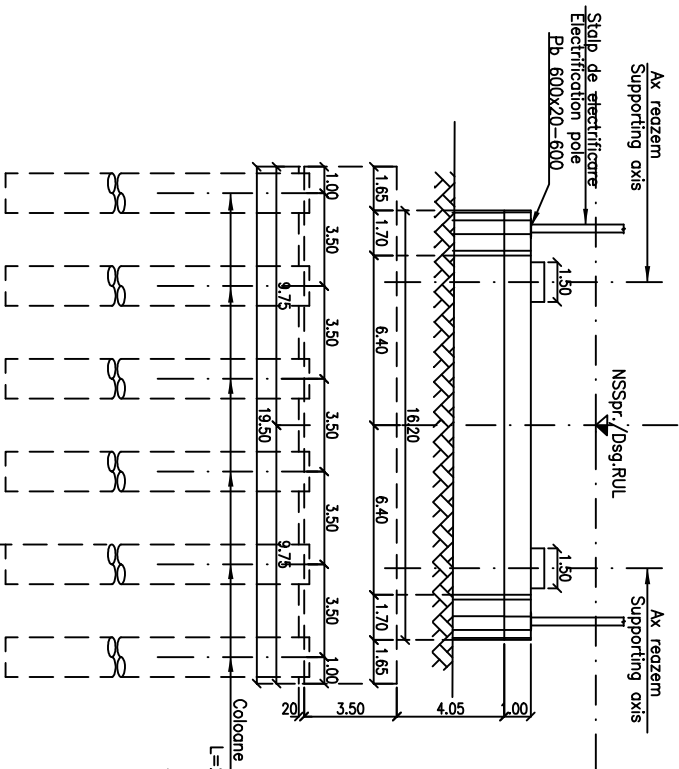 Stalp de electrificare
Electrification pole
Pb 600x20-600
Ax reazem
Supporting axis
Ax reazem
Supporting axis
NSSpr./Dsg.RUL
1.50
1.50
16.20
1.65
1.70
6.40
6.40
1.70
1.65
1.00
3.50
3.50
3.50
3.50
3.50
1.00
9.75
9.75
19.50
20
3.50
4.05
1.00
Coloane